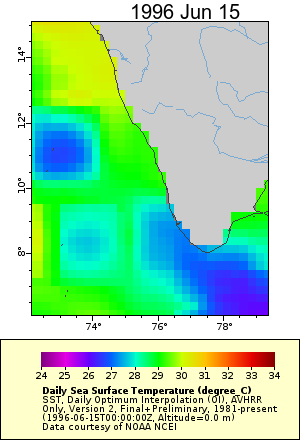 1996 Jun 15
14°
12°
10°
8°
74°
76°
78°
24 25 26 27 28 29 30 31 32 33 34
Daily Sea Surface Temperature (degree_C)
SST, Daily Optimum Interpolation (OI), AVHRR
Only, Version 2, Final+Preliminary, 1981-present
(1996-06-15T00:00:00Z, Altitude=0.0 m)
Data courtesy of NOAA NCEI